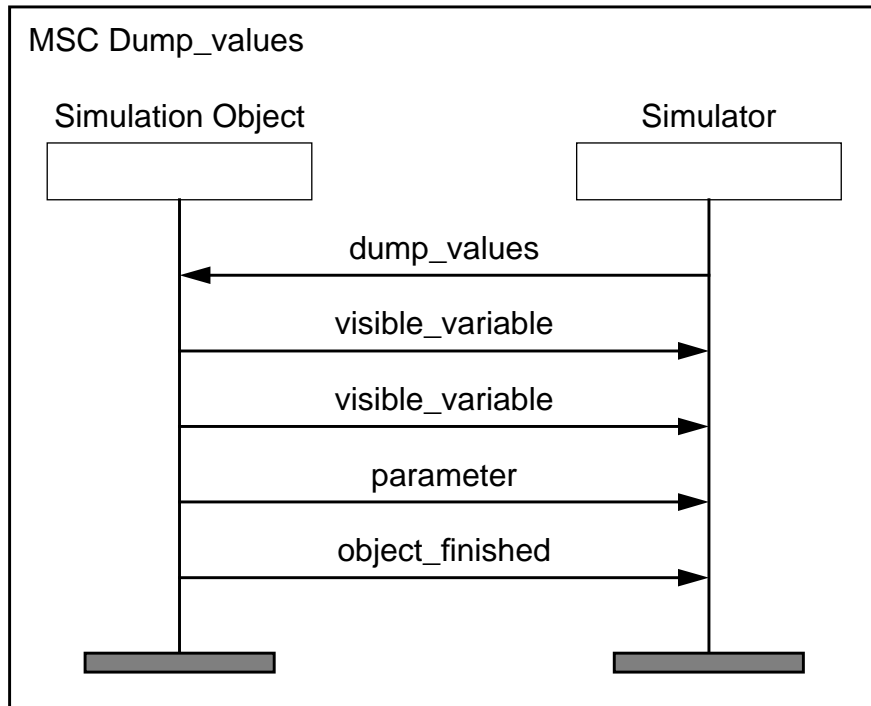 MSC Dump_values
Simulation Object
Simulator
dump_values
visible_variable
visible_variable
parameter
object_finished